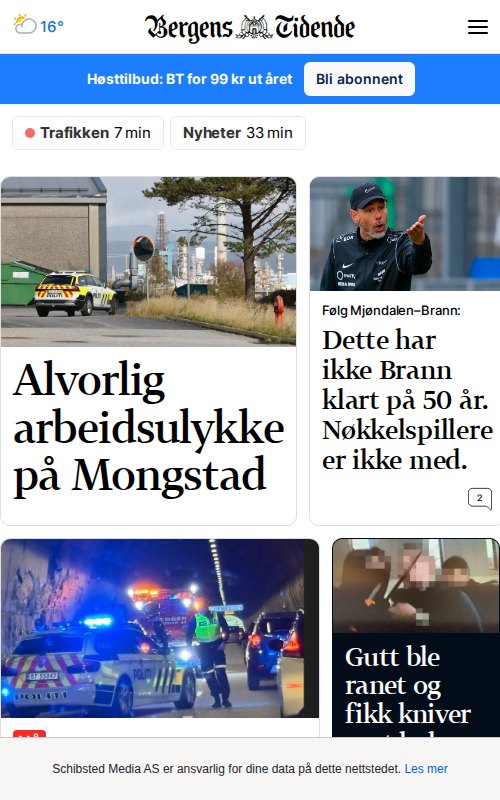 16°
Bergens Tidende
Høsttilbud: BT for 99 kr ut året
Bli abonnent
Trafikken 7 min
Nyheter 33 min
POLITI
Følg Mjøndalen–Brann:
Dette har
ikke Brann
klart på 50 år.
Nøkkelspillere
er ikke med.
2
Alvorlig
arbeidsulykke
på Mongstad
POLITI
POLITI
Gutt ble
ranet og
fikk kniver
Schibsted Media AS er ansvarlig for dine data på dette nettstedet. Les mer